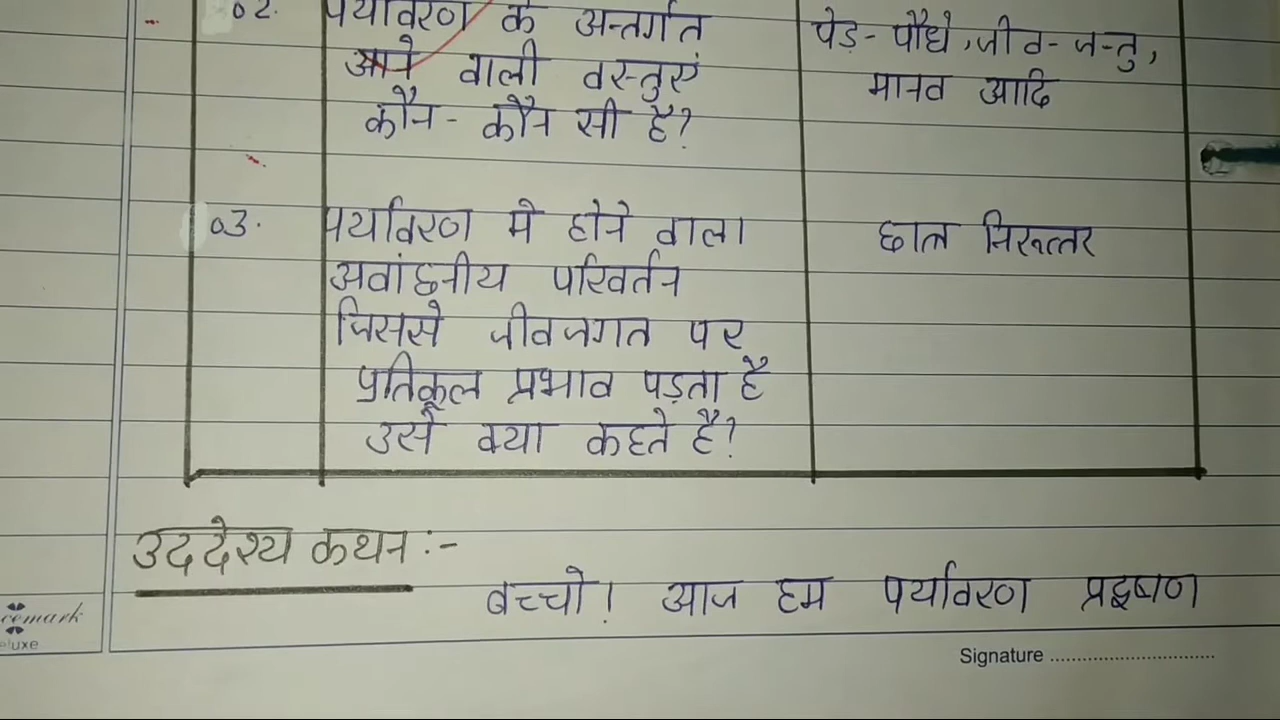 02. पर्यावरण के अन्तर्गत पेड़-पौधे, जीव-जन्तु,
आने वाली वस्तुएं मानव आदि
कौन-कौन सी है?
03. पर्यावरण मे होने वाला छात्र निरूत्तर
अवांछनीय परिवर्तन
जिससे जीवजगत पर
प्रतिकूल प्रभाव पड़ता है
उसे क्या कहते है?
उददेश्य कथन:-
बच्चो! आज हम पर्यावरण प्रदूषण
Signature